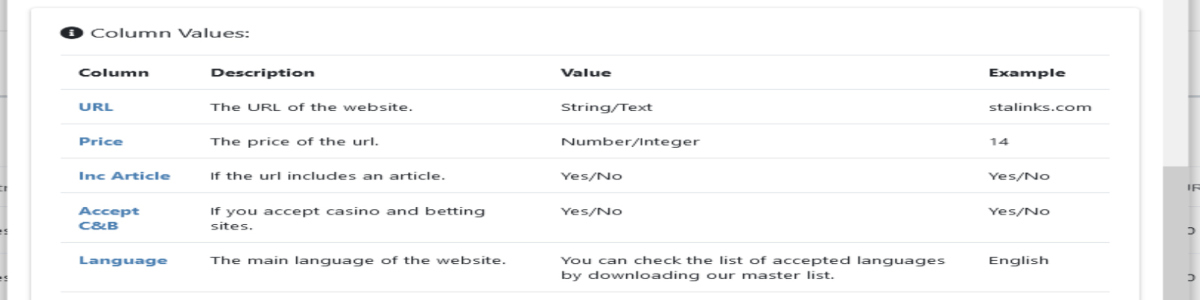 Column Values:
Column Description Value Example
URL The URL of the website. String/Text stalinks.com
Price The price of the url. Number/Integer 14
Inc Article If the url includes an article. Yes/No Yes/No
Accept C&B If you accept casino and betting sites. Yes/No Yes/No
Language The main language of the website. You can check the list of accepted languages by downloading our master list. English